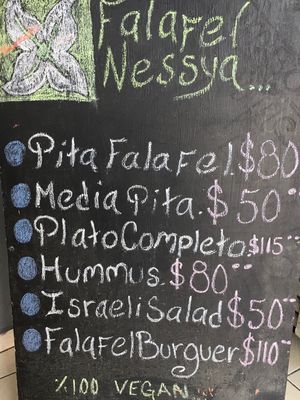 Falafel
Nessya...
Pita Falafel. $80
Media Pita. $50
Plato Completo. $115
Hummus. $80
Israeli Salad $50
Falafel Burguer $110
%100 VEGAN